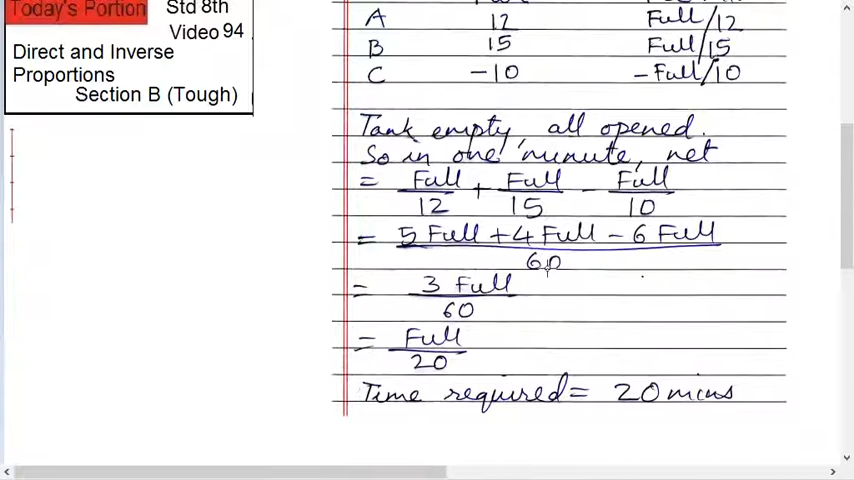 Today's Portion
Std 8th
Video 94
Direct and Inverse
Proportions
Section B (Tough)
A 12 Full/12
B 15 Full/15
C -10 -Full/10
Tank empty, all opened.
So in one minute, net
= Full/12 + Full/15 - Full/10
= 5 Full + 4 Full - 6 Full / 60
= 3 Full / 60
= Full / 20
Time required = 20 mins